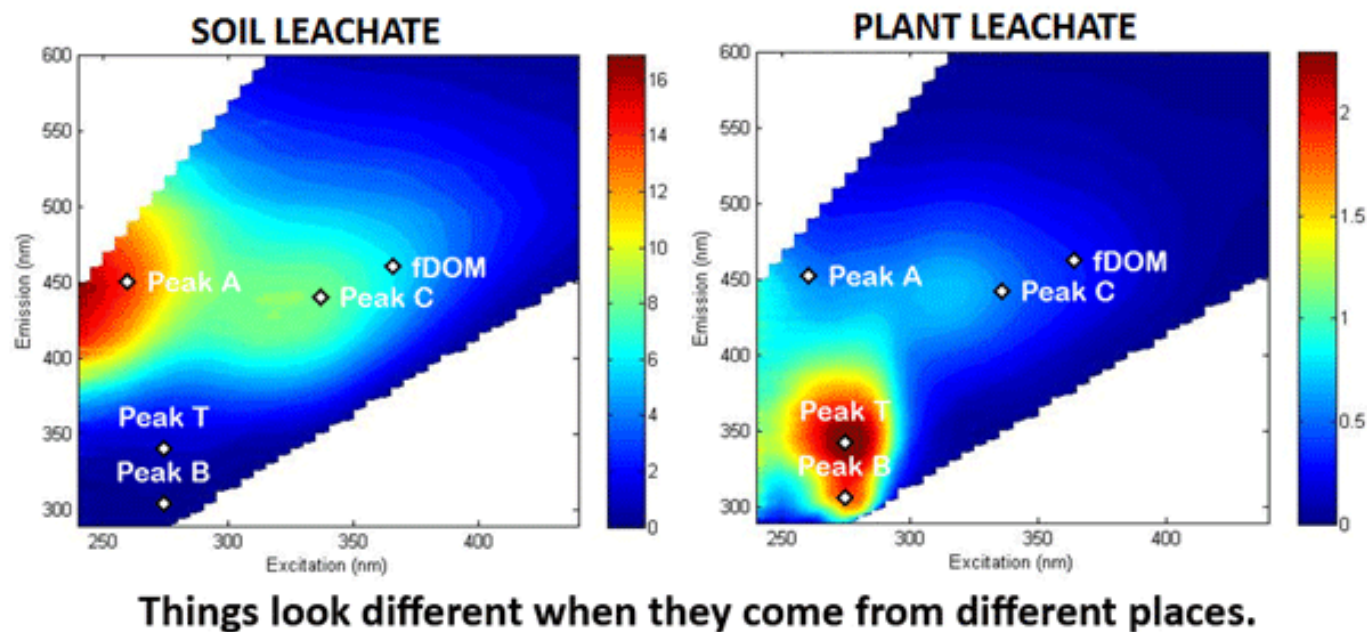 SOIL LEACHATE
600
550
500
450
400
350
300
250
300
350
400
Emission (nm)
Excitation (nm)
Peak A
fDOM
Peak C
Peak T
Peak B
16
14
12
10
8
6
4
2
0
PLANT LEACHATE
600
550
500
450
400
350
300
250
300
350
400
Emission (nm)
Excitation (nm)
Peak A
fDOM
Peak C
Peak T
Peak B
2
1.5
1
0.5
0
Things look different when they come from different places.